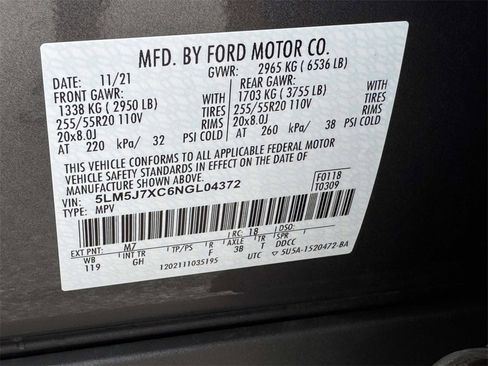 MFD. BY FORD MOTOR CO.
DATE: 11/21 GVWR: 2965 KG ( 6536 LB)
FRONT GAWR: REAR GAWR:
1338 KG ( 2950 LB) WITH 1703 KG ( 3755 LB) WITH
255/55R20 110V TIRES 255/55R20 110V TIRES
20x8.0J RIMS 20x8.0J RIMS
AT 220 kPa/ 32 PSI COLD AT 260 kPa/ 38 PSI COLD
THIS VEHICLE CONFORMS TO ALL APPLICABLE FEDERAL MOTOR
VEHICLE SAFETY STANDARDS IN EFFECT ON THE DATE OF
MANUFACTURE SHOWN ABOVE.
VIN: 5LM5J7XC6NGL04372 F0118
TYPE: MPV T0309
EXT PNT: M7 RC: 18 DSO:
WB INT TR TP/PS R AXLE TR SPR
119 GH F 3B T DDCC
1202111035195 UTC ▽ 5U5A-1520472-BA